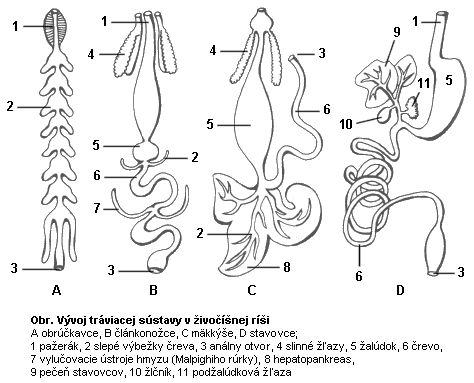 1
2
3
A
1
4
5
2
6
7
3
B
4
3
6
5
2
8
C
1
9
11
5
10
6
3
D
Obr. Vývoj tráviacej sústavy v živočíšnej ríši
A obrúčkavce, B článkonožce, C mäkkýše, D stavovce;
1 pažerák, 2 slepé výbežky čreva, 3 análny otvor, 4 slinné žľazy, 5 žalúdok, 6 črevo,
7 vylučovacie ústroje hmyzu (Malpighiho rúrky), 8 hepatopankreas,
9 pečeň stavovcov, 10 žlčník, 11 podžalúdková žľaza